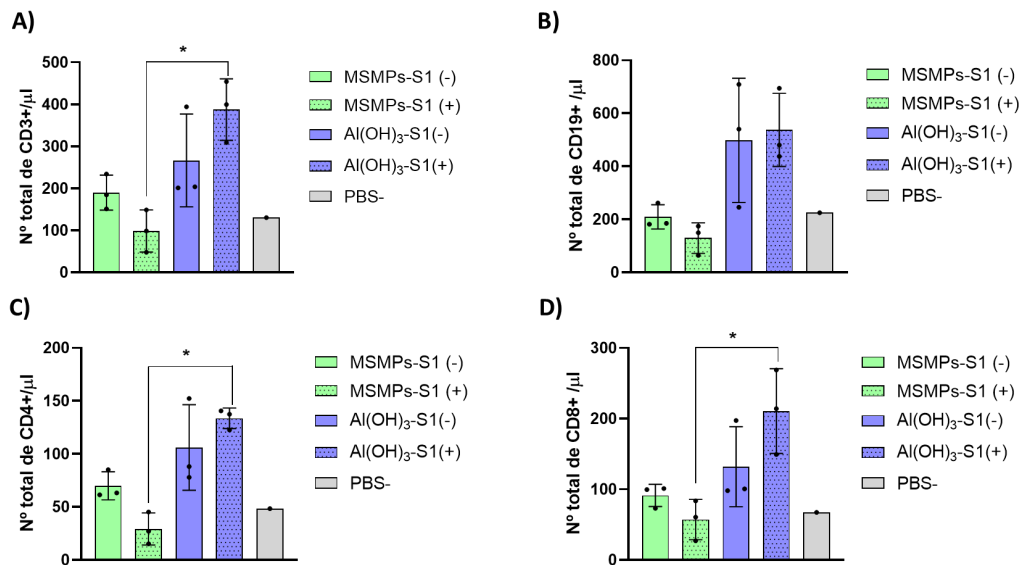 A)
Nº total de CD3+/µl
500
400
300
200
100
0
*
MSMPs-S1 (-)
MSMPs-S1 (+)
Al(OH)₃-S1(-)
Al(OH)₃-S1(+)
PBS-
B)
Nº total de CD19+ /µl
800
600
400
200
0
MSMPs-S1 (-)
MSMPs-S1 (+)
Al(OH)₃-S1(-)
Al(OH)₃-S1(+)
PBS-
C)
Nº total de CD4+/µl
200
150
100
50
0
*
MSMPs-S1 (-)
MSMPs-S1 (+)
Al(OH)₃-S1(-)
Al(OH)₃-S1(+)
PBS-
D)
Nº total de CD8+ /µl
300
200
100
0
*
MSMPs-S1 (-)
MSMPs-S1 (+)
Al(OH)₃-S1(-)
Al(OH)₃-S1(+)
PBS-